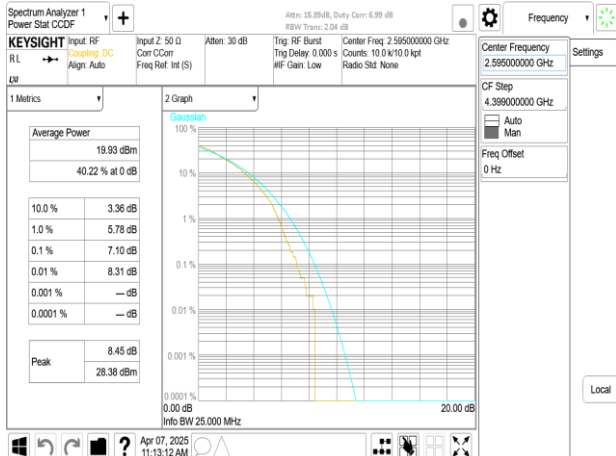 Spectrum Analyzer 1
Power Stat CCDF
Attn: 15.39dB, Duty Corr: 6.99 dB
RBW Trans: 2.04 dB
Frequency
KEYSIGHT
RL
LXI
Input: RF
Coupling: DC
Align: Auto
Input Z: 50 Ω
Corr CCorr
Freq Ref: Int (S)
Atten: 30 dB
Trig: RF Burst
Trig Delay: 0.000 s
#IF Gain: Low
Center Freq: 2.595000000 GHz
Counts: 10.0 k/10.0 kpt
Radio Std: None
Center Frequency
2.595000000 GHz
Settings
CF Step
4.399000000 GHz
Auto
Man
Freq Offset
0 Hz
Local
1 Metrics
Average Power
19.93 dBm
40.22 % at 0 dB
10.0 % 3.36 dB
1.0 % 5.78 dB
0.1 % 7.10 dB
0.01 % 8.31 dB
0.001 % --- dB
0.0001 % --- dB
Peak
8.45 dB
28.38 dBm
2 Graph
Gaussian
100 %
10 %
1 %
0.1 %
0.01 %
0.001 %
0.0001 %
0.00 dB
20.00 dB
Info BW 25.000 MHz
?
Apr 07, 2025
11:13:12 AM